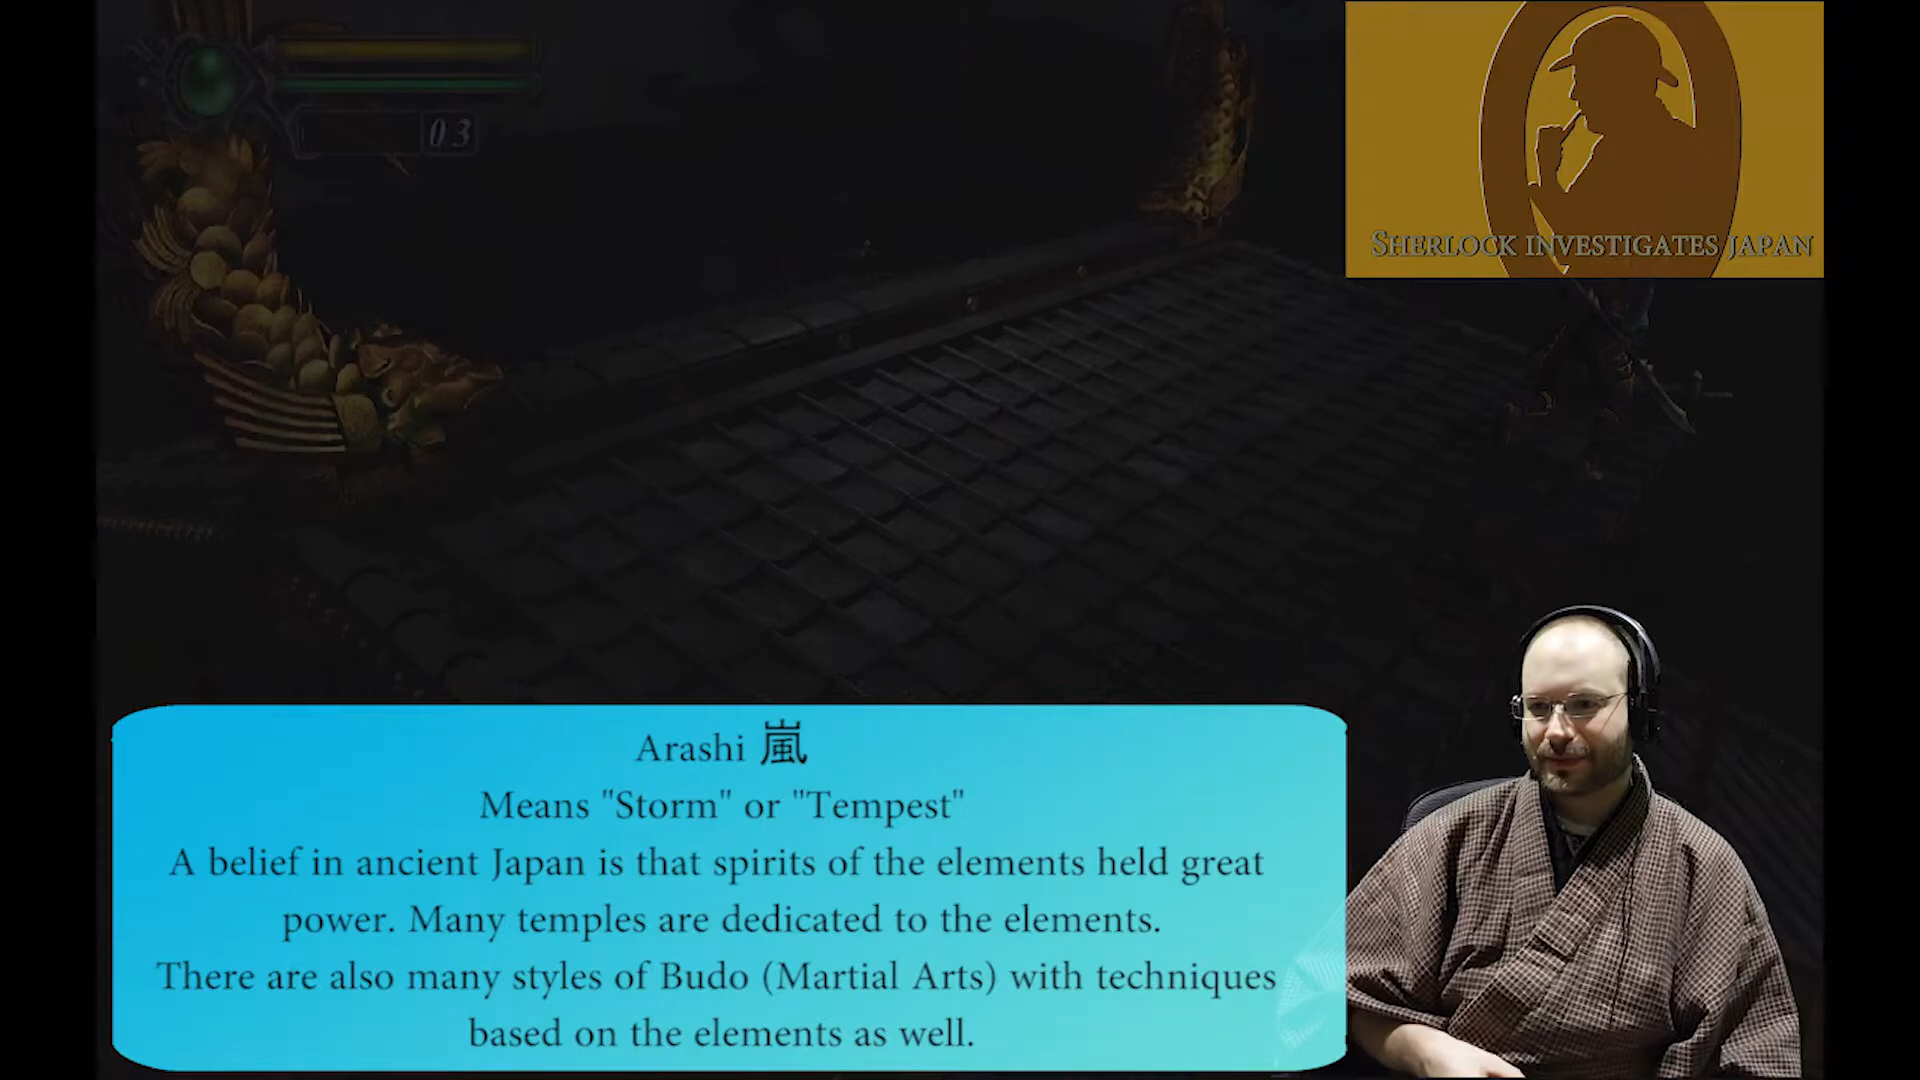 03
SHERLOCK INVESTIGATES JAPAN
Arashi 嵐
Means "Storm" or "Tempest"
A belief in ancient Japan is that spirits of the elements held great
power. Many temples are dedicated to the elements.
There are also many styles of Budo (Martial Arts) with techniques
based on the elements as well.